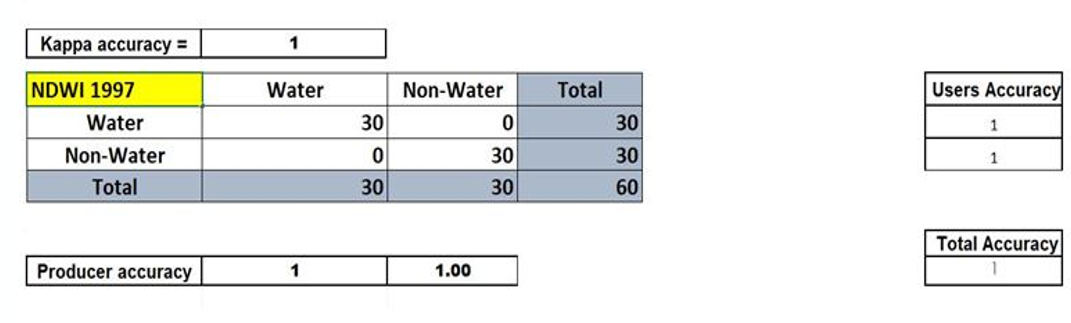 Kappa accuracy = 1
NDWI 1997 Water Non-Water Total Users Accuracy
Water 30 0 30 1
Non-Water 0 30 30 1
Total 30 30 60
Total Accuracy
Producer accuracy 1 1.00 1